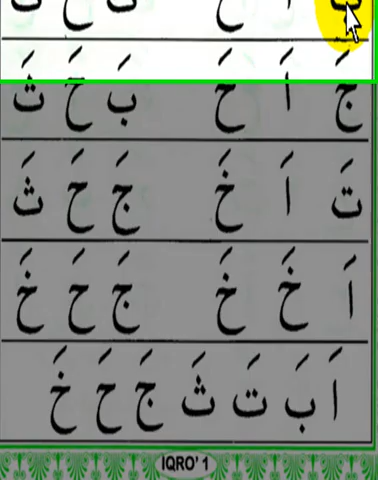 جَ اَ خَ بَ حَ ثَ
تَ اَ خَ جَ حَ ثَ
اَ خَ خَ جَ حَ خَ
اَ بَ تَ ثَ جَ حَ خَ
IQRO' 1